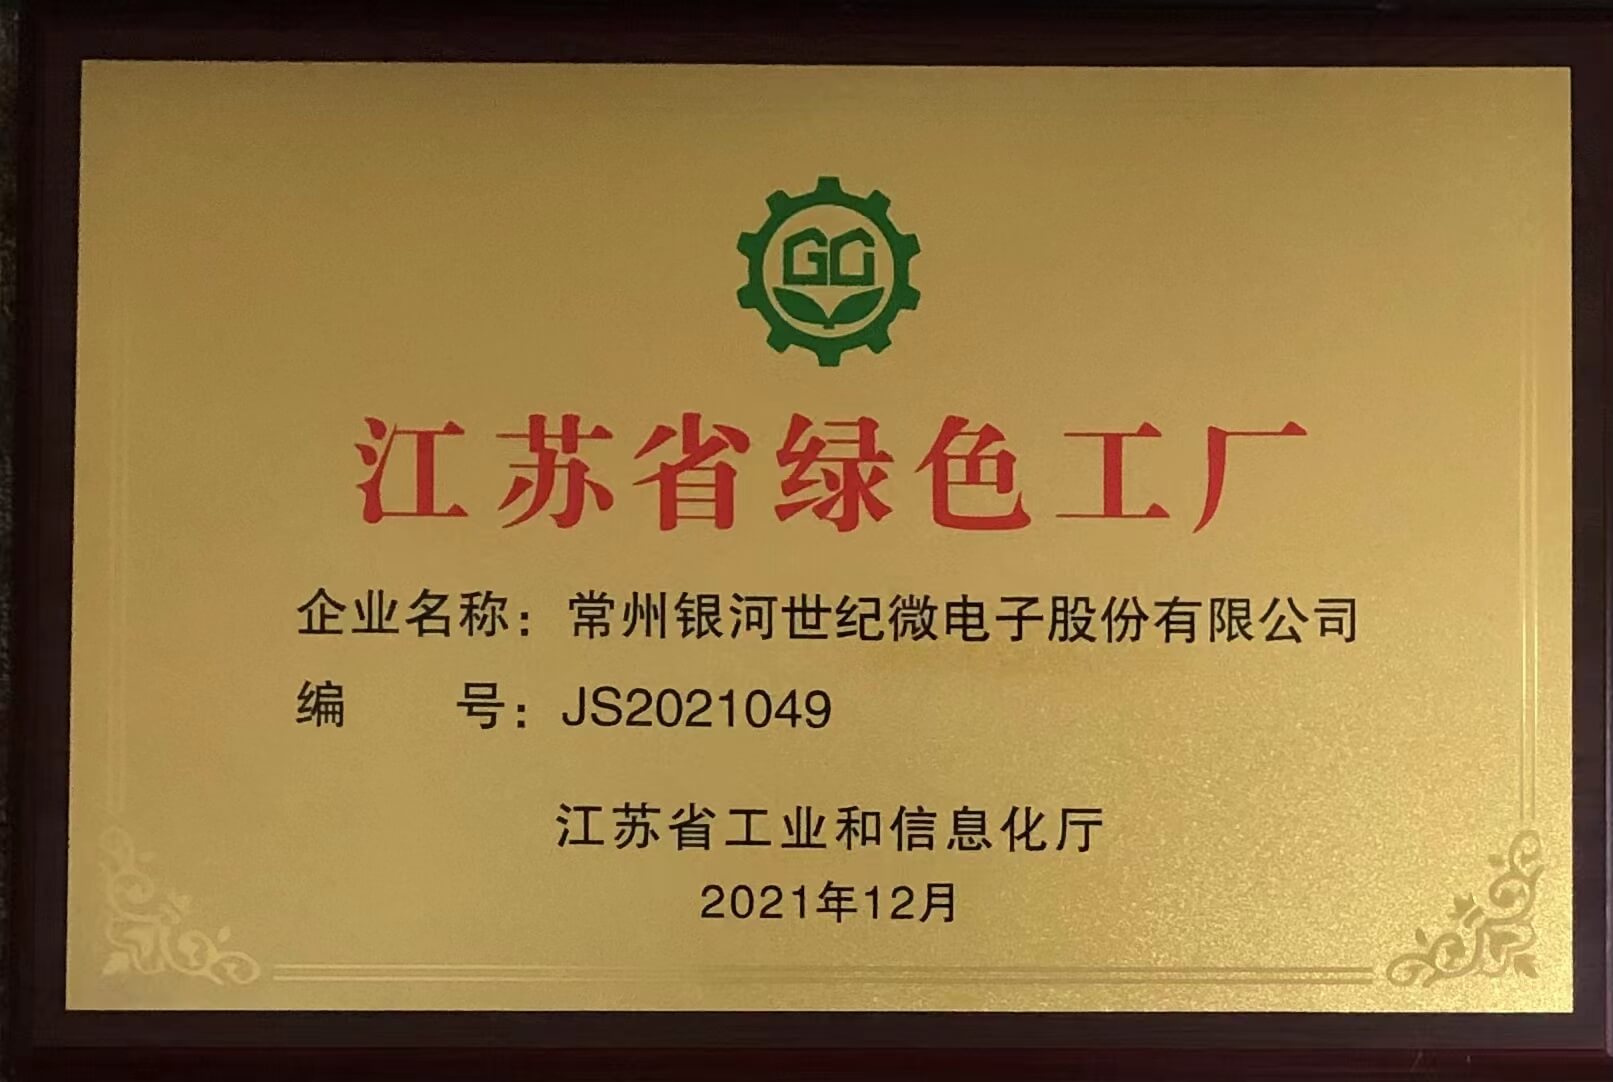 GC
江苏省绿色工厂
企业名称：常州银河世纪微电子股份有限公司
编　　号：JS2021049
江苏省工业和信息化厅
2021年12月